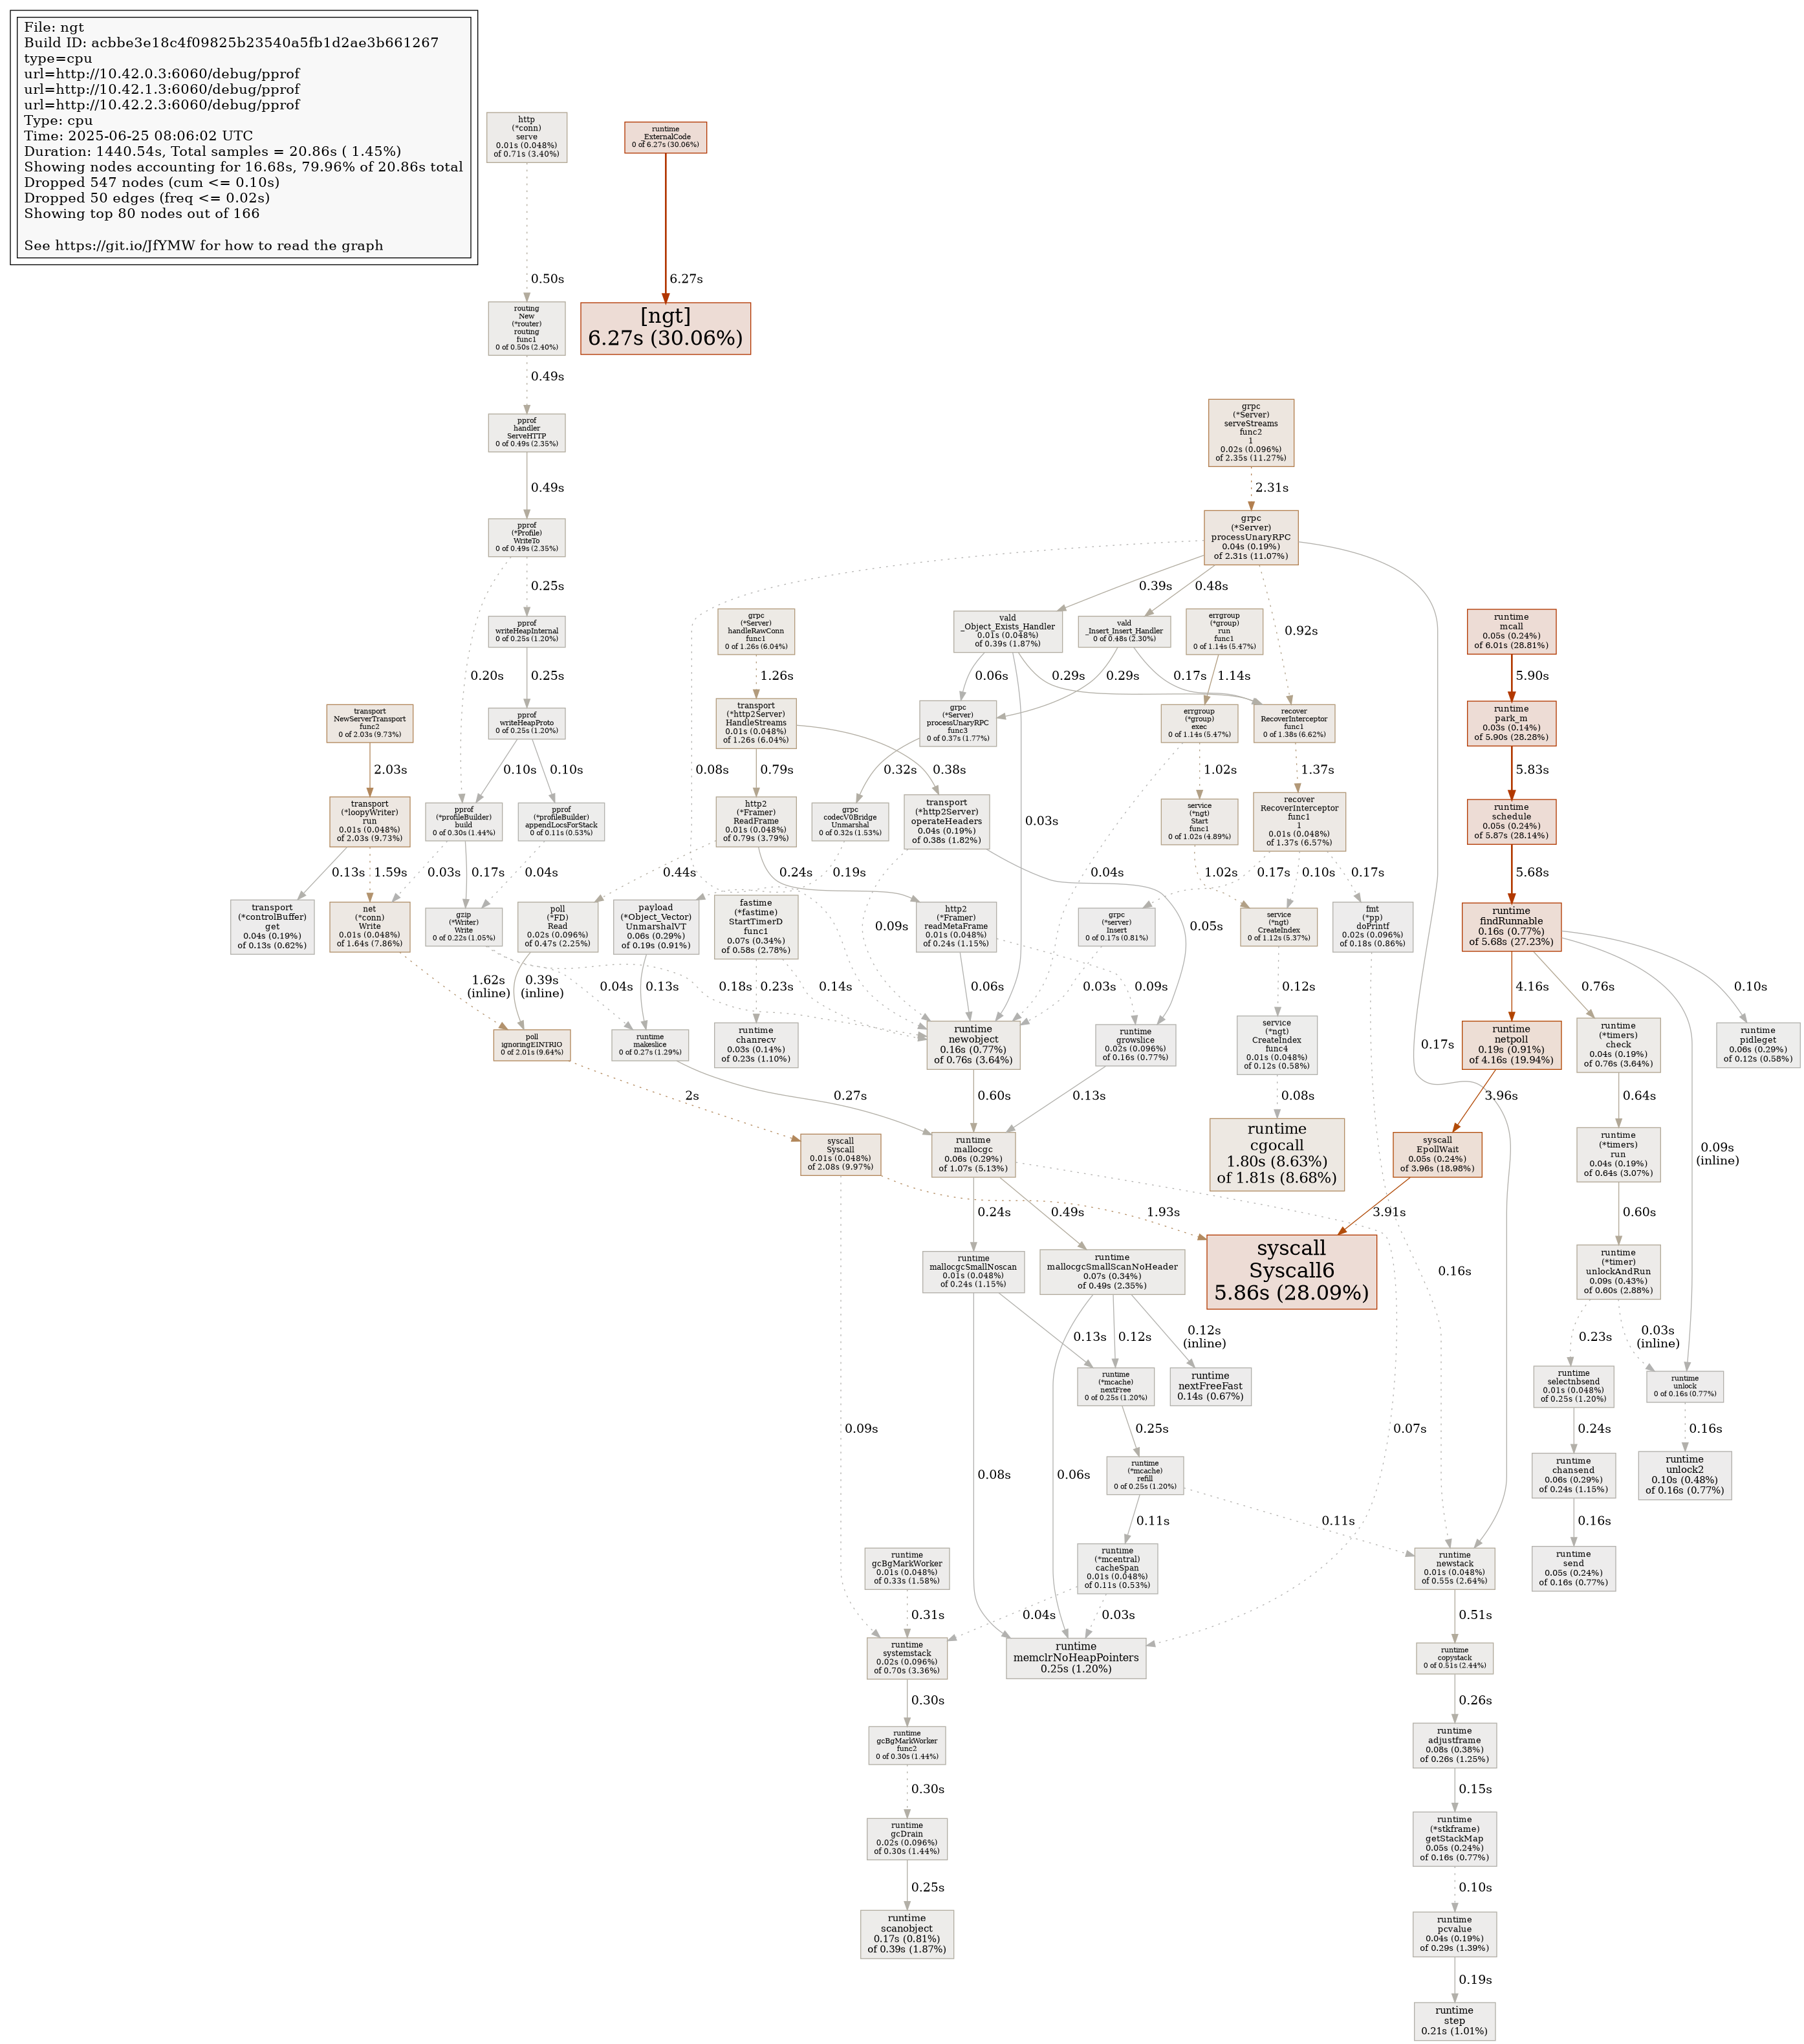 File: ngt
Build ID: acbbe3e18c4f09825b23540a5fb1d2ae3b661267
type=cpu
url=http://10.42.0.3:6060/debug/pprof
url=http://10.42.1.3:6060/debug/pprof
url=http://10.42.2.3:6060/debug/pprof
Type: cpu
Time: 2025-06-25 08:06:02 UTC
Duration: 1440.54s, Total samples = 20.86s ( 1.45%)
Showing nodes accounting for 16.68s, 79.96% of 20.86s total
Dropped 547 nodes (cum <= 0.10s)
Dropped 50 edges (freq <= 0.02s)
Showing top 80 nodes out of 166
See https://git.io/JfYMW for how to read the graph
http
(*conn)
serve
0.01s (0.048%)
of 0.71s (3.40%)
runtime
_ExternalCode
0 of 6.27s (30.06%)
0.50s
6.27s
routing
New
(*router)
routing
func1
0 of 0.50s (2.40%)
[ngt]
6.27s (30.06%)
0.49s
pprof
handler
ServeHTTP
0 of 0.49s (2.35%)
grpc
(*Server)
serveStreams
func2
1
0.02s (0.096%)
of 2.35s (11.27%)
0.49s
2.31s
pprof
(*Profile)
WriteTo
0 of 0.49s (2.35%)
grpc
(*Server)
processUnaryRPC
0.04s (0.19%)
of 2.31s (11.07%)
0.25s
0.39s
0.48s
0.92s
0.17s
0.08s
0.20s
pprof
writeHeapInternal
0 of 0.25s (1.20%)
grpc
(*Server)
handleRawConn
func1
0 of 1.26s (6.04%)
vald
_Object_Exists_Handler
0.01s (0.048%)
of 0.39s (1.87%)
vald
_Insert_Insert_Handler
0 of 0.48s (2.30%)
errgroup
(*group)
run
func1
0 of 1.14s (5.47%)
runtime
mcall
0.05s (0.24%)
of 6.01s (28.81%)
0.25s
1.26s
0.06s
0.29s
0.29s
0.17s
1.14s
5.90s
0.03s
transport
NewServerTransport
func2
0 of 2.03s (9.73%)
pprof
writeHeapProto
0 of 0.25s (1.20%)
transport
(*http2Server)
HandleStreams
0.01s (0.048%)
of 1.26s (6.04%)
grpc
(*Server)
processUnaryRPC
func3
0 of 0.37s (1.77%)
errgroup
(*group)
exec
0 of 1.14s (5.47%)
recover
RecoverInterceptor
func1
0 of 1.38s (6.62%)
runtime
park_m
0.03s (0.14%)
of 5.90s (28.28%)
2.03s
0.10s
0.10s
0.79s
0.38s
0.32s
1.02s
0.04s
1.37s
5.83s
transport
(*loopyWriter)
run
0.01s (0.048%)
of 2.03s (9.73%)
pprof
(*profileBuilder)
build
0 of 0.30s (1.44%)
pprof
(*profileBuilder)
appendLocsForStack
0 of 0.11s (0.53%)
http2
(*Framer)
ReadFrame
0.01s (0.048%)
of 0.79s (3.79%)
grpc
codecV0Bridge
Unmarshal
0 of 0.32s (1.53%)
transport
(*http2Server)
operateHeaders
0.04s (0.19%)
of 0.38s (1.82%)
service
(*ngt)
Start
func1
0 of 1.02s (4.89%)
recover
RecoverInterceptor
func1
1
0.01s (0.048%)
of 1.37s (6.57%)
runtime
schedule
0.05s (0.24%)
of 5.87s (28.14%)
0.13s
1.59s
0.03s
0.17s
0.04s
0.44s
0.24s
0.19s
0.09s
0.05s
1.02s
0.17s
0.10s
0.17s
5.68s
transport
(*controlBuffer)
get
0.04s (0.19%)
of 0.13s (0.62%)
net
(*conn)
Write
0.01s (0.048%)
of 1.64s (7.86%)
gzip
(*Writer)
Write
0 of 0.22s (1.05%)
poll
(*FD)
Read
0.02s (0.096%)
of 0.47s (2.25%)
payload
(*Object_Vector)
UnmarshalVT
0.06s (0.29%)
of 0.19s (0.91%)
fastime
(*fastime)
StartTimerD
func1
0.07s (0.34%)
of 0.58s (2.78%)
http2
(*Framer)
readMetaFrame
0.01s (0.048%)
of 0.24s (1.15%)
grpc
(*server)
Insert
0 of 0.17s (0.81%)
service
(*ngt)
CreateIndex
0 of 1.12s (5.37%)
fmt
(*pp)
doPrintf
0.02s (0.096%)
of 0.18s (0.86%)
runtime
findRunnable
0.16s (0.77%)
of 5.68s (27.23%)
1.62s
(inline)
0.39s
(inline)
0.04s
0.13s
0.18s
0.23s
0.14s
0.06s
0.09s
0.03s
0.12s
4.16s
0.76s
0.10s
0.09s
(inline)
poll
ignoringEINTRIO
0 of 2.01s (9.64%)
runtime
makeslice
0 of 0.27s (1.29%)
runtime
chanrecv
0.03s (0.14%)
of 0.23s (1.10%)
runtime
newobject
0.16s (0.77%)
of 0.76s (3.64%)
runtime
growslice
0.02s (0.096%)
of 0.16s (0.77%)
service
(*ngt)
CreateIndex
func4
0.01s (0.048%)
of 0.12s (0.58%)
runtime
netpoll
0.19s (0.91%)
of 4.16s (19.94%)
runtime
(*timers)
check
0.04s (0.19%)
of 0.76s (3.64%)
runtime
pidleget
0.06s (0.29%)
of 0.12s (0.58%)
2s
0.27s
0.60s
0.13s
0.08s
3.96s
0.64s
syscall
Syscall
0.01s (0.048%)
of 2.08s (9.97%)
runtime
mallocgc
0.06s (0.29%)
of 1.07s (5.13%)
runtime
cgocall
1.80s (8.63%)
of 1.81s (8.68%)
syscall
EpollWait
0.05s (0.24%)
of 3.96s (18.98%)
runtime
(*timers)
run
0.04s (0.19%)
of 0.64s (3.07%)
0.24s
0.49s
1.93s
3.91s
0.60s
runtime
mallocgcSmallNoscan
0.01s (0.048%)
of 0.24s (1.15%)
runtime
mallocgcSmallScanNoHeader
0.07s (0.34%)
of 0.49s (2.35%)
syscall
Syscall6
5.86s (28.09%)
0.16s
runtime
(*timer)
unlockAndRun
0.09s (0.43%)
of 0.60s (2.88%)
0.13s
0.12s
0.12s
(inline)
0.23s
0.03s
(inline)
runtime
(*mcache)
nextFree
0 of 0.25s (1.20%)
runtime
nextFreeFast
0.14s (0.67%)
runtime
selectnbsend
0.01s (0.048%)
of 0.25s (1.20%)
runtime
unlock
0 of 0.16s (0.77%)
0.09s
0.25s
0.07s
0.24s
0.16s
0.08s
0.06s
runtime
(*mcache)
refill
0 of 0.25s (1.20%)
runtime
chansend
0.06s (0.29%)
of 0.24s (1.15%)
runtime
unlock2
0.10s (0.48%)
of 0.16s (0.77%)
0.11s
0.11s
0.16s
runtime
gcBgMarkWorker
0.01s (0.048%)
of 0.33s (1.58%)
runtime
(*mcentral)
cacheSpan
0.01s (0.048%)
of 0.11s (0.53%)
runtime
newstack
0.01s (0.048%)
of 0.55s (2.64%)
runtime
send
0.05s (0.24%)
of 0.16s (0.77%)
0.31s
0.04s
0.03s
0.51s
runtime
systemstack
0.02s (0.096%)
of 0.70s (3.36%)
runtime
memclrNoHeapPointers
0.25s (1.20%)
runtime
copystack
0 of 0.51s (2.44%)
0.30s
0.26s
runtime
gcBgMarkWorker
func2
0 of 0.30s (1.44%)
runtime
adjustframe
0.08s (0.38%)
of 0.26s (1.25%)
0.30s
0.15s
runtime
gcDrain
0.02s (0.096%)
of 0.30s (1.44%)
runtime
(*stkframe)
getStackMap
0.05s (0.24%)
of 0.16s (0.77%)
0.25s
0.10s
runtime
scanobject
0.17s (0.81%)
of 0.39s (1.87%)
runtime
pcvalue
0.04s (0.19%)
of 0.29s (1.39%)
0.19s
runtime
step
0.21s (1.01%)